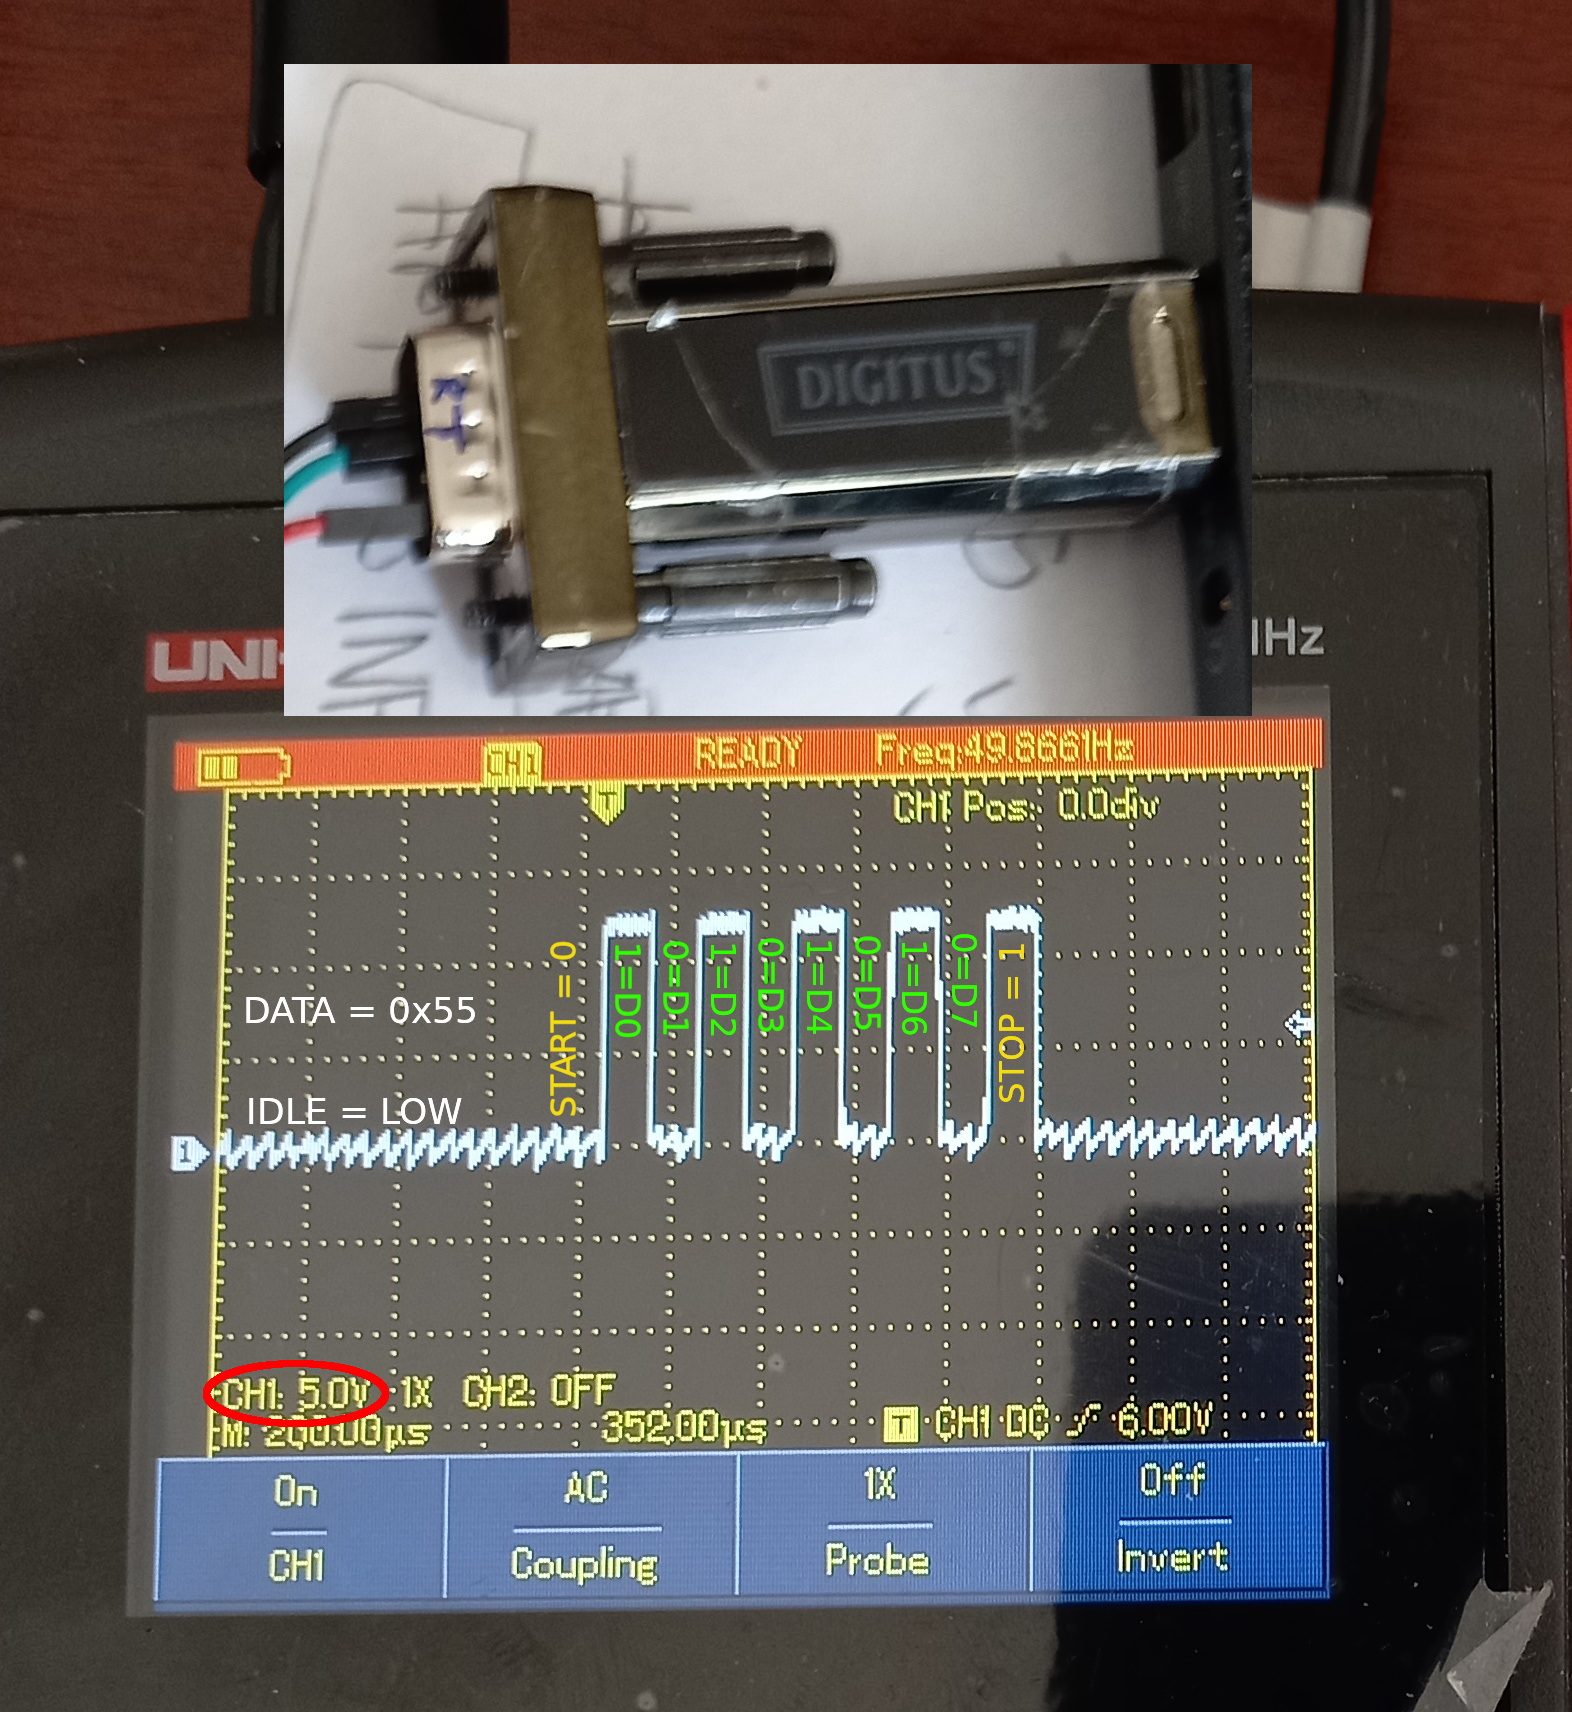 DIGITUS®
RT
INF
UNI-
Hz
CH1 READY Freq:49.8661Hz
T
CH1 Pos: 0.0div
START = 0
1=D0
0=D1
1=D2
0=D3
1=D4
0=D5
1=D6
0=D7
STOP = 1
DATA = 0x55
IDLE = LOW
1
CH1: 5.0V 1X CH2: OFF
M: 200.00µs 352.00µs T CH1 DC 6.00V
On AC 1X Off
CH1 Coupling Probe Invert